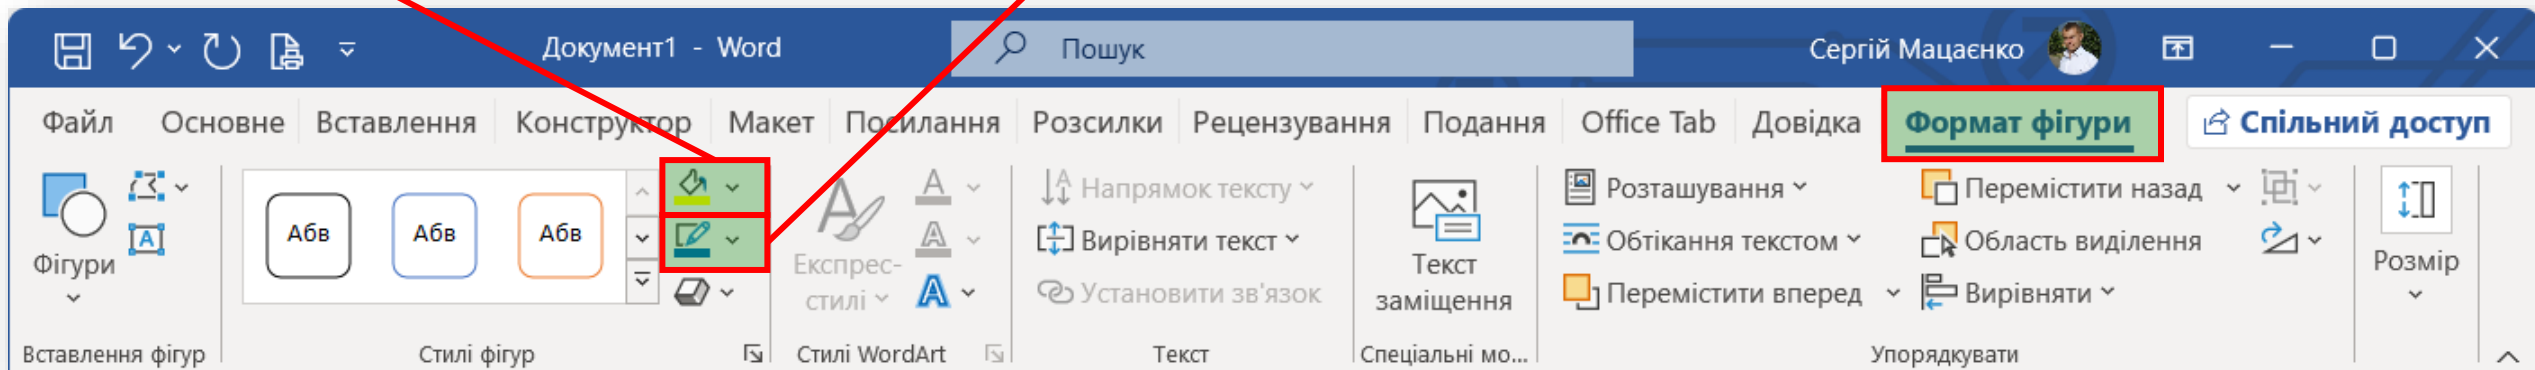 Документ1 - Word
Пошук
Сергій Мацаєнко
Файл Основне Вставлення Конструктор Макет Посилання Розсилки Рецензування Подання Office Tab Довідка Формат фігури Спільний доступ
Абв Абв Абв
Фігури
A
Експрес-
стилі
Напрямок тексту
Вирівняти текст
Установити зв'язок
Текст
заміщення
Розташування
Обтікання текстом
Перемістити вперед
Перемістити назад
Область виділення
Вирівняти
Розмір
Вставлення фігур
Стилі фігур
Стилі WordArt
Текст
Спеціальні мо...
Упорядкувати